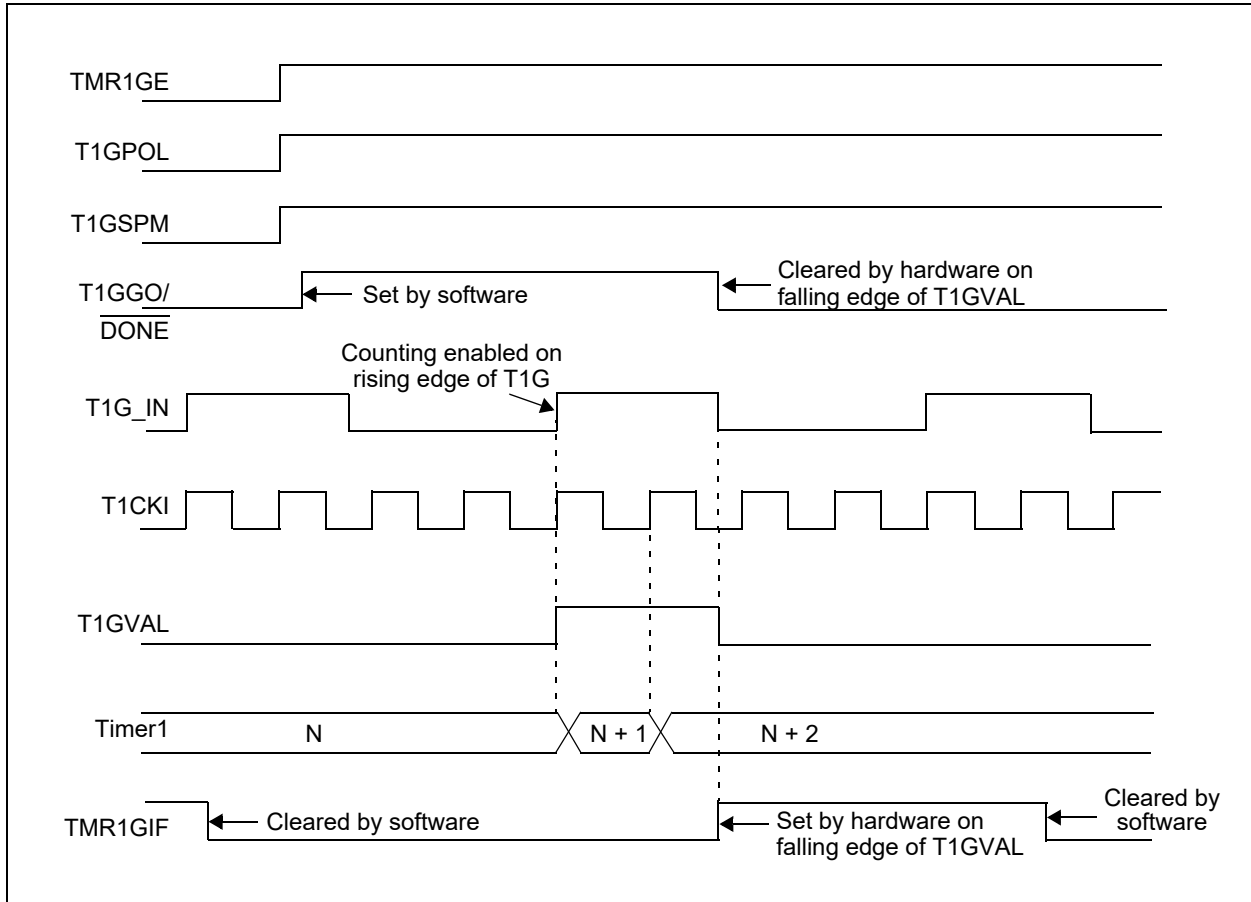 TMR1GE
T1GPOL
T1GSPM
T1GGO/
DONE
Set by software
Cleared by hardware on
falling edge of T1GVAL
Counting enabled on
rising edge of T1G
T1G_IN
T1CKI
T1GVAL
Timer1
N
N + 1
N + 2
TMR1GIF
Cleared by software
Set by hardware on
falling edge of T1GVAL
Cleared by
software